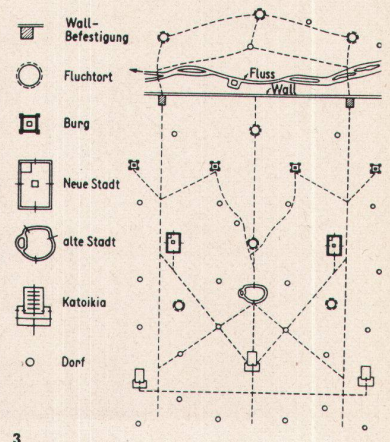 Wall-
Befestigung
Fluchtort
Burg
Neue Stadt
alte Stadt
Katoikia
Dorf
Fluss
Wall
3